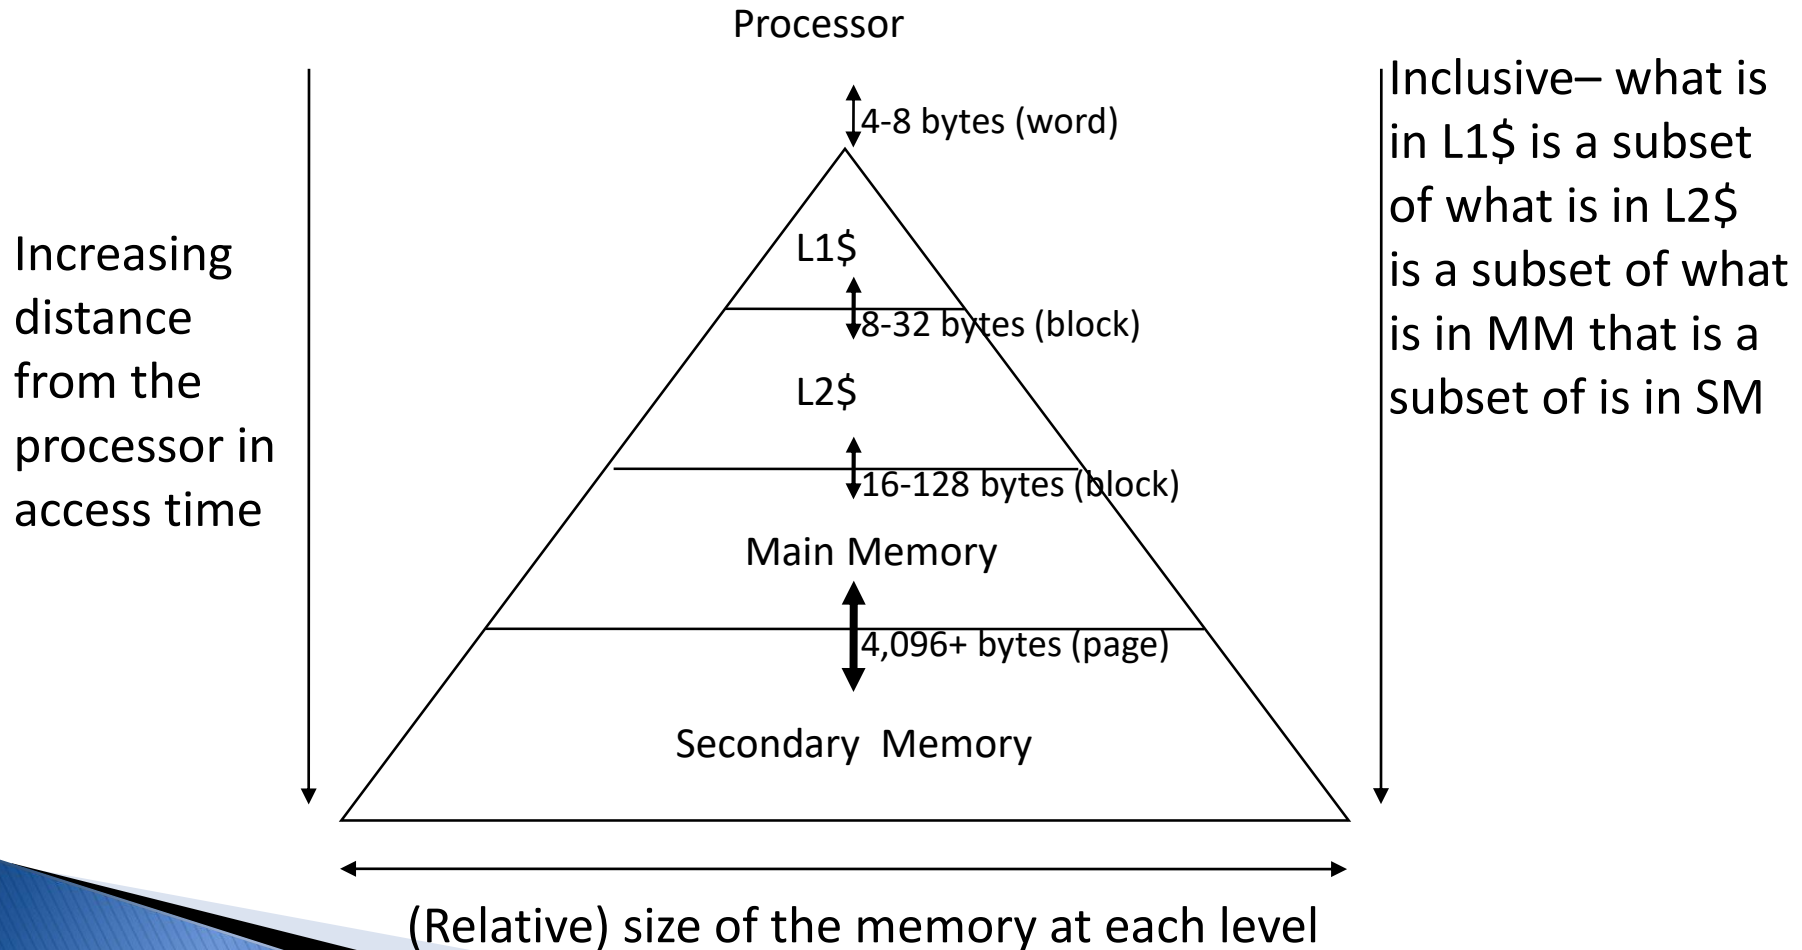 Processor
4-8 bytes (word)
Increasing
distance
from the
processor in
access time
L1$
8-32 bytes (block)
L2$
16-128 bytes (block)
Main Memory
4,096+ bytes (page)
Secondary Memory
Inclusive– what is
in L1$ is a subset
of what is in L2$
is a subset of what
is in MM that is a
subset of is in SM
(Relative) size of the memory at each level